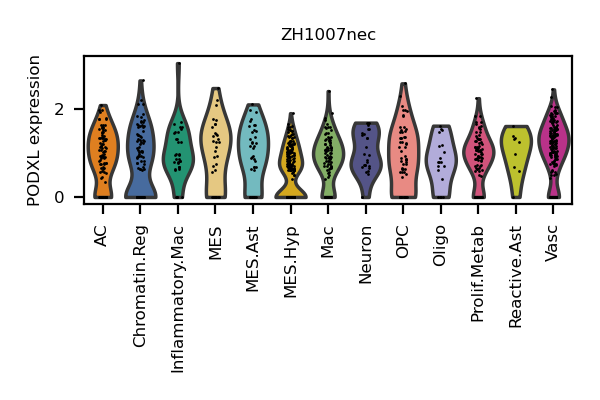 ZH1007nec
PODXL expression
2
0
AC
Chromatin.Reg
Inflammatory.Mac
MES
MES.Ast
MES.Hyp
Mac
Neuron
OPC
Oligo
Prolif.Metab
Reactive.Ast
Vasc